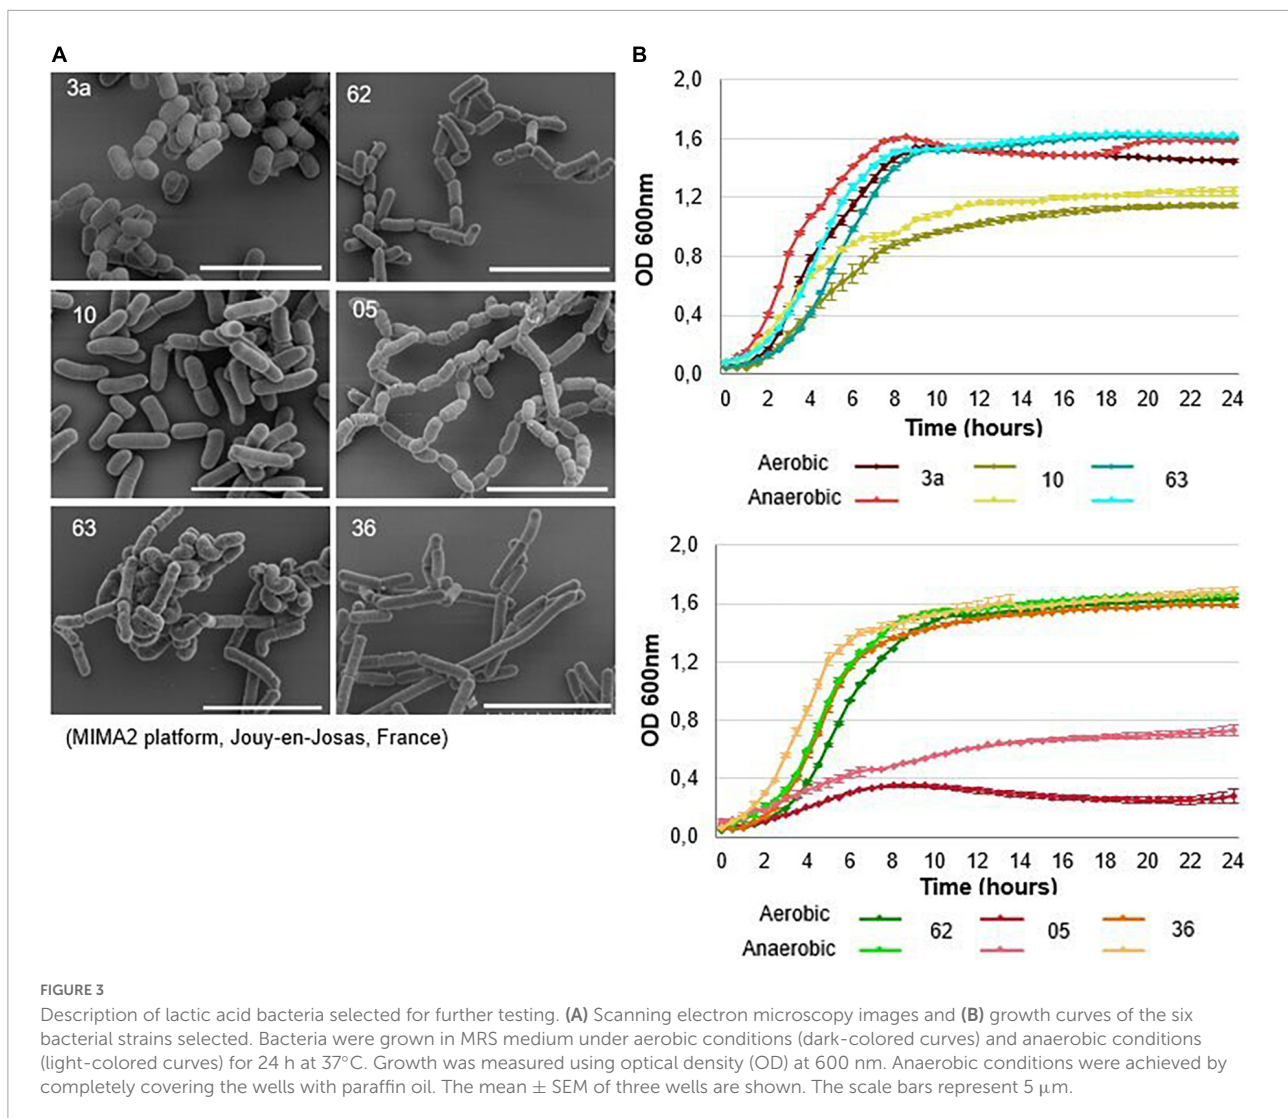 A
3a
62
10
05
63
36
(MIMA2 platform, Jouy-en-Josas, France)
B
2,0
1,6
1,2
0,8
0,4
0,0
OD 600nm
0 2 4 6 8 10 12 14 16 18 20 22 24
Time (hours)
Aerobic
Anaerobic
3a
10
63
2,0
1,6
1,2
0,8
0,4
0,0
OD 600nm
0 2 4 6 8 10 12 14 16 18 20 22 24
Time (hours)
Aerobic
Anaerobic
62
05
36
FIGURE 3
Description of lactic acid bacteria selected for further testing. (A) Scanning electron microscopy images and (B) growth curves of the six
bacterial strains selected. Bacteria were grown in MRS medium under aerobic conditions (dark-colored curves) and anaerobic conditions
(light-colored curves) for 24 h at 37°C. Growth was measured using optical density (OD) at 600 nm. Anaerobic conditions were achieved by
completely covering the wells with paraffin oil. The mean ± SEM of three wells are shown. The scale bars represent 5 μm.